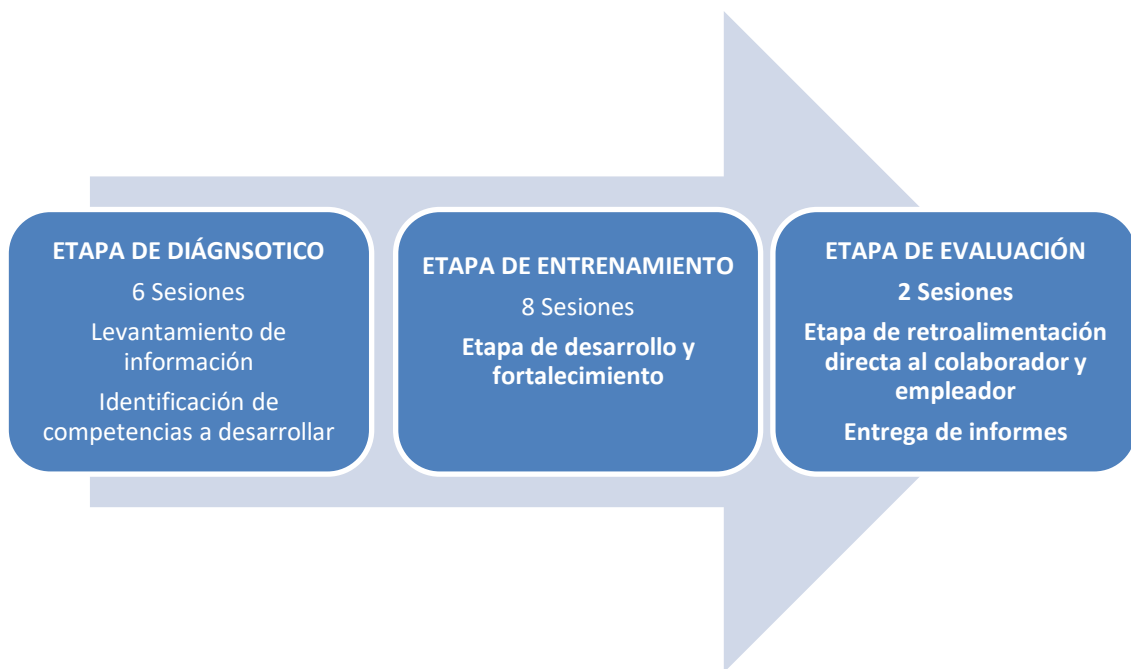 ETAPA DE DIÁGNSOTICO
6 Sesiones
Levantamiento de
información
Identificación de
competencias a desarrollar
ETAPA DE ENTRENAMIENTO
8 Sesiones
Etapa de desarrollo y
fortalecimiento
ETAPA DE EVALUACIÓN
2 Sesiones
Etapa de retroalimentación
directa al colaborador y
empleador
Entrega de informes